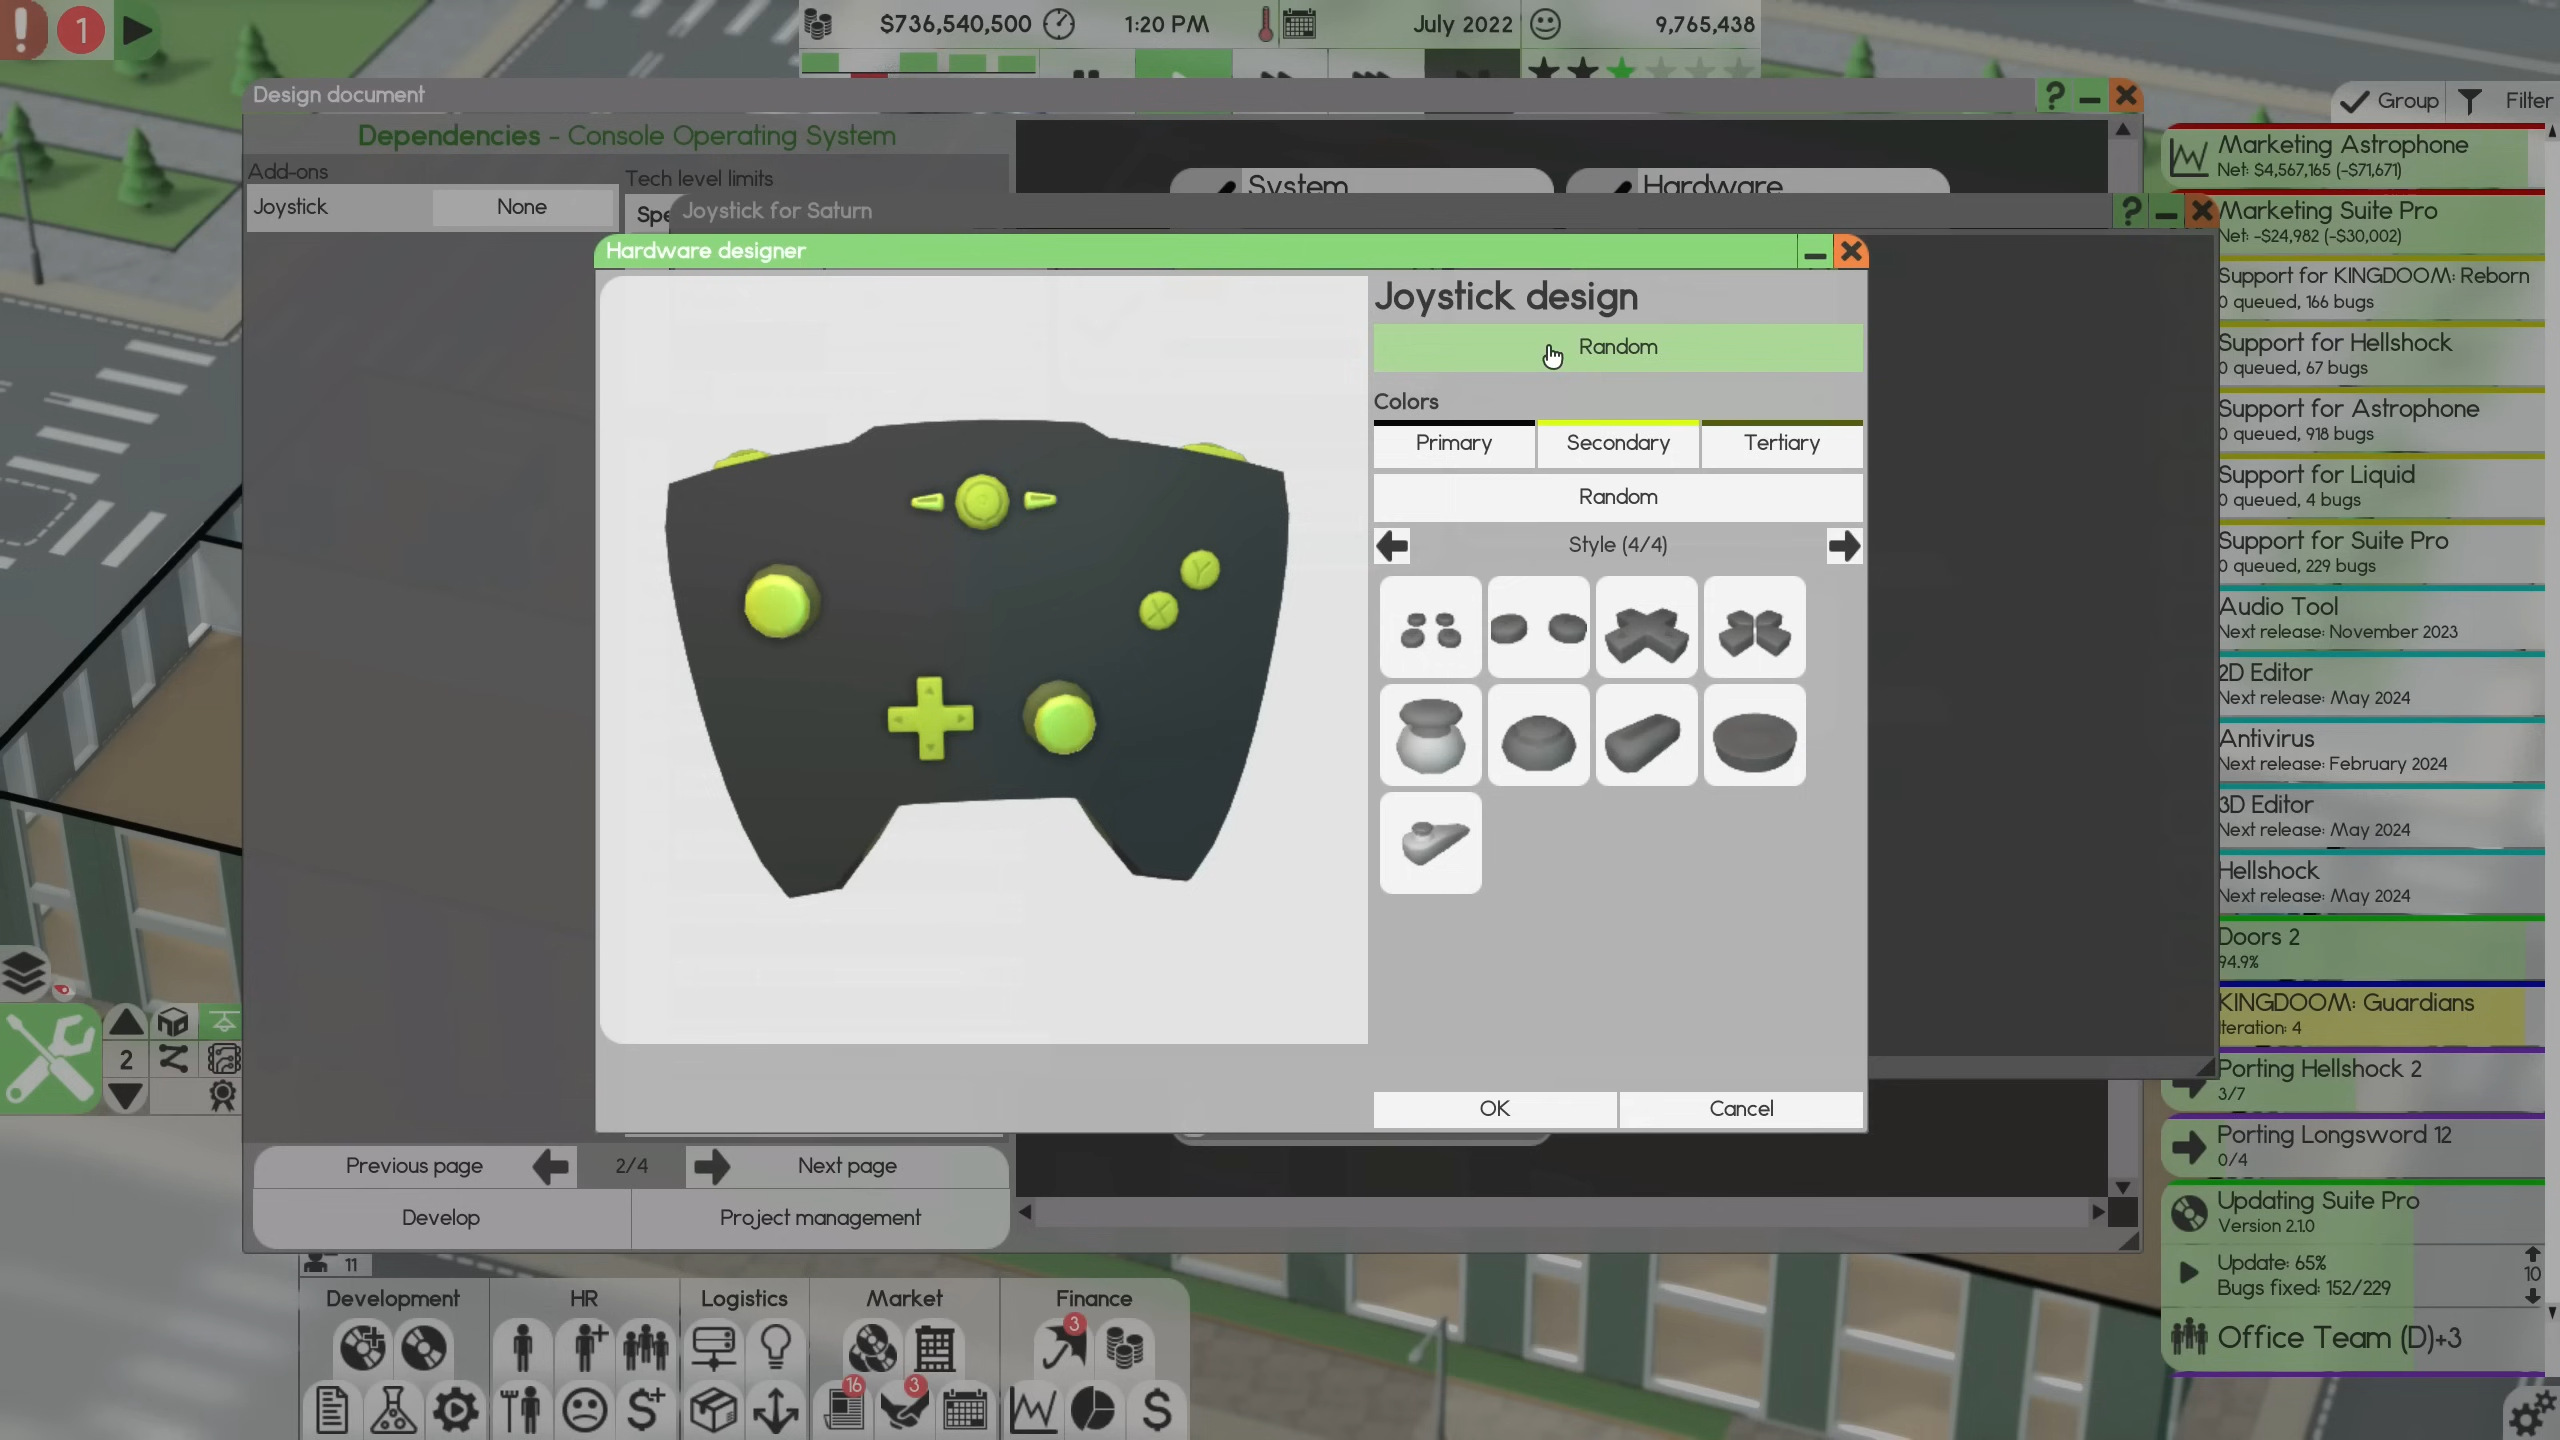 1
$736,540,500
1:20 PM
July 2022
9,765,438
Design document
?
Group
Filter
Dependencies - Console Operating System
Add-ons
Joystick
None
Tech level limits
Spe
System
Hardware
Joystick for Saturn
?
Hardware designer
Joystick design
Random
Colors
Primary
Secondary
Tertiary
Random
Style (4/4)
Y
X
OK
Cancel
Previous page
2/4
Next page
Develop
Project management
2
11
Development
HR
Logistics
Market
Finance
3
16
3
Marketing Astrophone
Net: $4,567,165 (-$71,671)
Marketing Suite Pro
Net: -$24,982 (-$30,002)
Support for KINGDOOM: Reborn
0 queued, 166 bugs
Support for Hellshock
0 queued, 67 bugs
Support for Astrophone
0 queued, 918 bugs
Support for Liquid
0 queued, 4 bugs
Support for Suite Pro
0 queued, 229 bugs
Audio Tool
Next release: November 2023
2D Editor
Next release: May 2024
Antivirus
Next release: February 2024
3D Editor
Next release: May 2024
Hellshock
Next release: May 2024
Doors 2
94.9%
KINGDOOM: Guardians
Iteration: 4
Porting Hellshock 2
3/7
Porting Longsword 12
0/4
Updating Suite Pro
Version 2.1.0
Update: 65%
Bugs fixed: 152/229
10
Office Team (D)+3